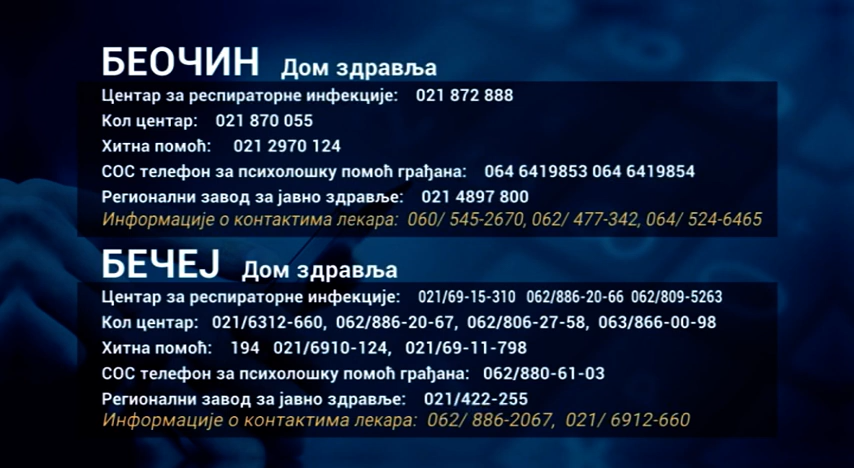 БЕОЧИН Дом здравља
Центар за респираторне инфекције: 021 872 888
Кол центар: 021 870 055
Хитна помоћ: 021 2970 124
СОС телефон за психолошку помоћ грађана: 064 6419853 064 6419854
Регионални завод за јавно здравље: 021 4897 800
Информације о контактима лекара: 060/ 545-2670, 062/ 477-342, 064/ 524-6465
БЕЧЕЈ Дом здравља
Центар за респираторне инфекције: 021/69-15-310 062/886-20-66 062/809-5263
Кол центар: 021/6312-660, 062/886-20-67, 062/806-27-58, 063/866-00-98
Хитна помоћ: 194 021/6910-124, 021/69-11-798
СОС телефон за психолошку помоћ грађана: 062/880-61-03
Регионални завод за јавно здравље: 021/422-255
Информације о контактима лекара: 062/ 886-2067, 021/ 6912-660